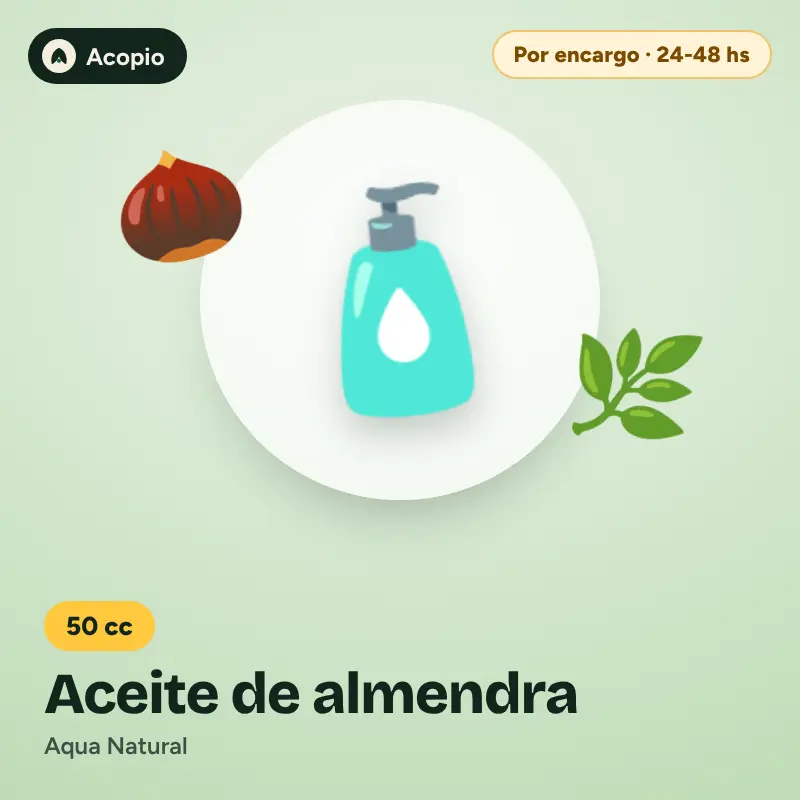 Acopio
Por encargo · 24-48 hs
50 cc
Aceite de almendra
Aqua Natural